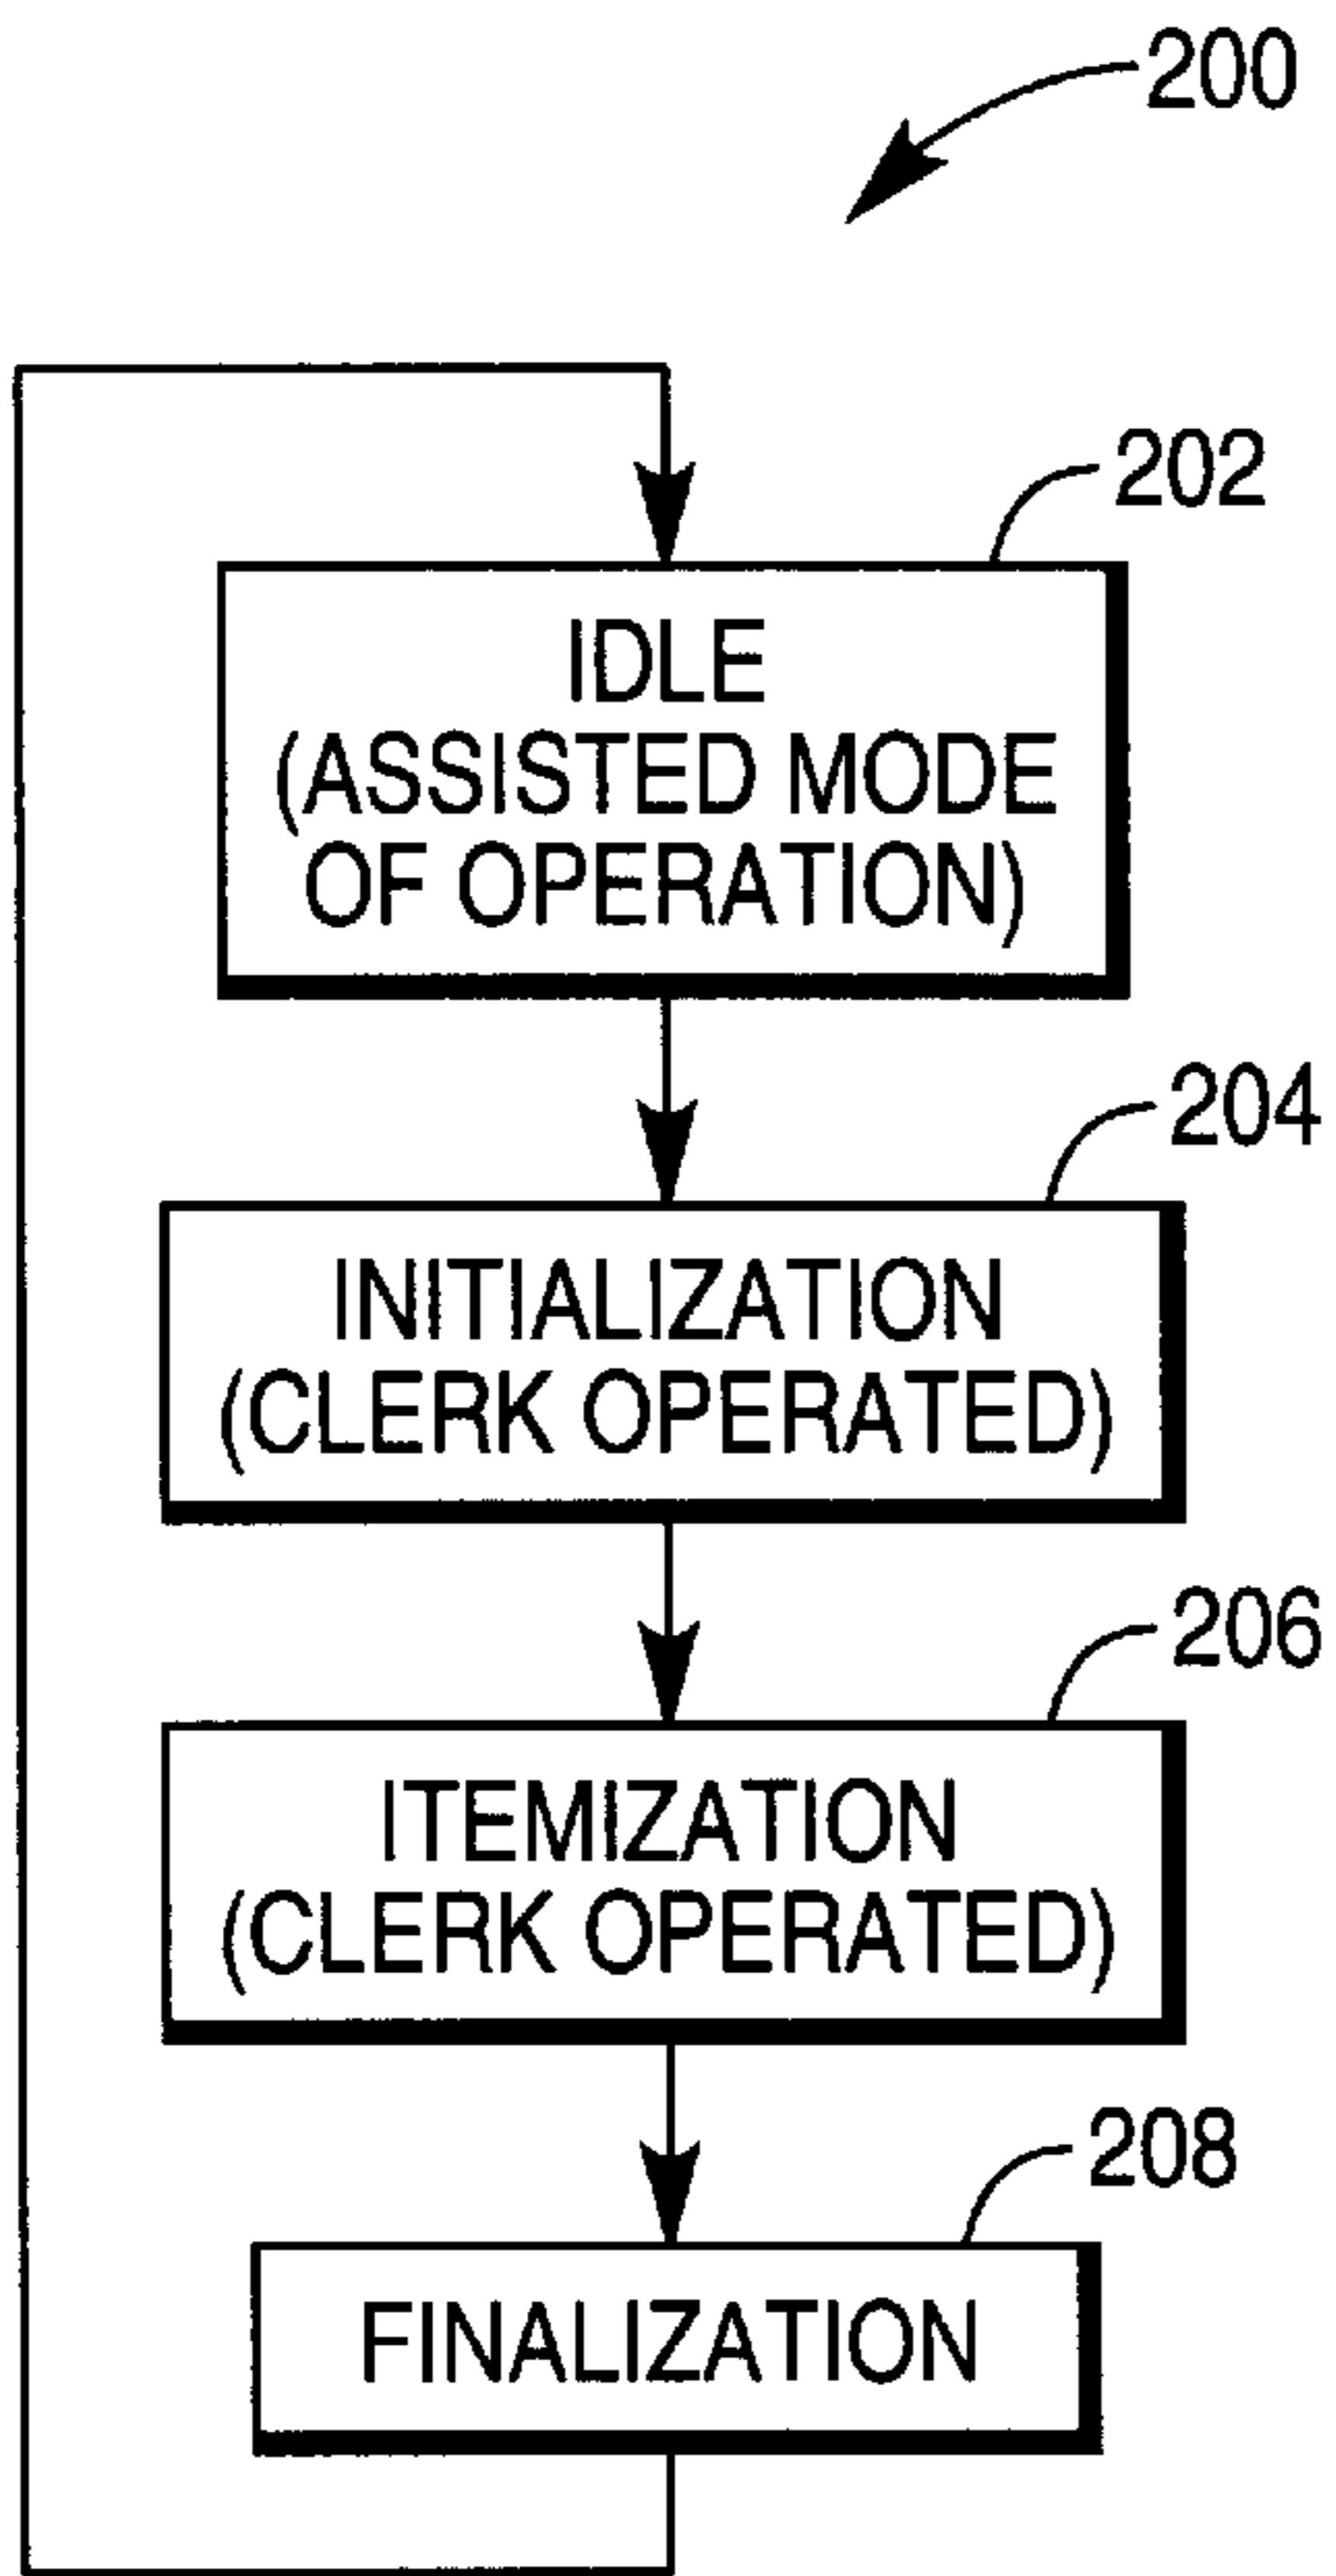 200
202
IDLE
(ASSISTED MODE
OF OPERATION)
204
INITIALIZATION
(CLERK OPERATED)
206
ITEMIZATION
(CLERK OPERATED)
208
FINALIZATION